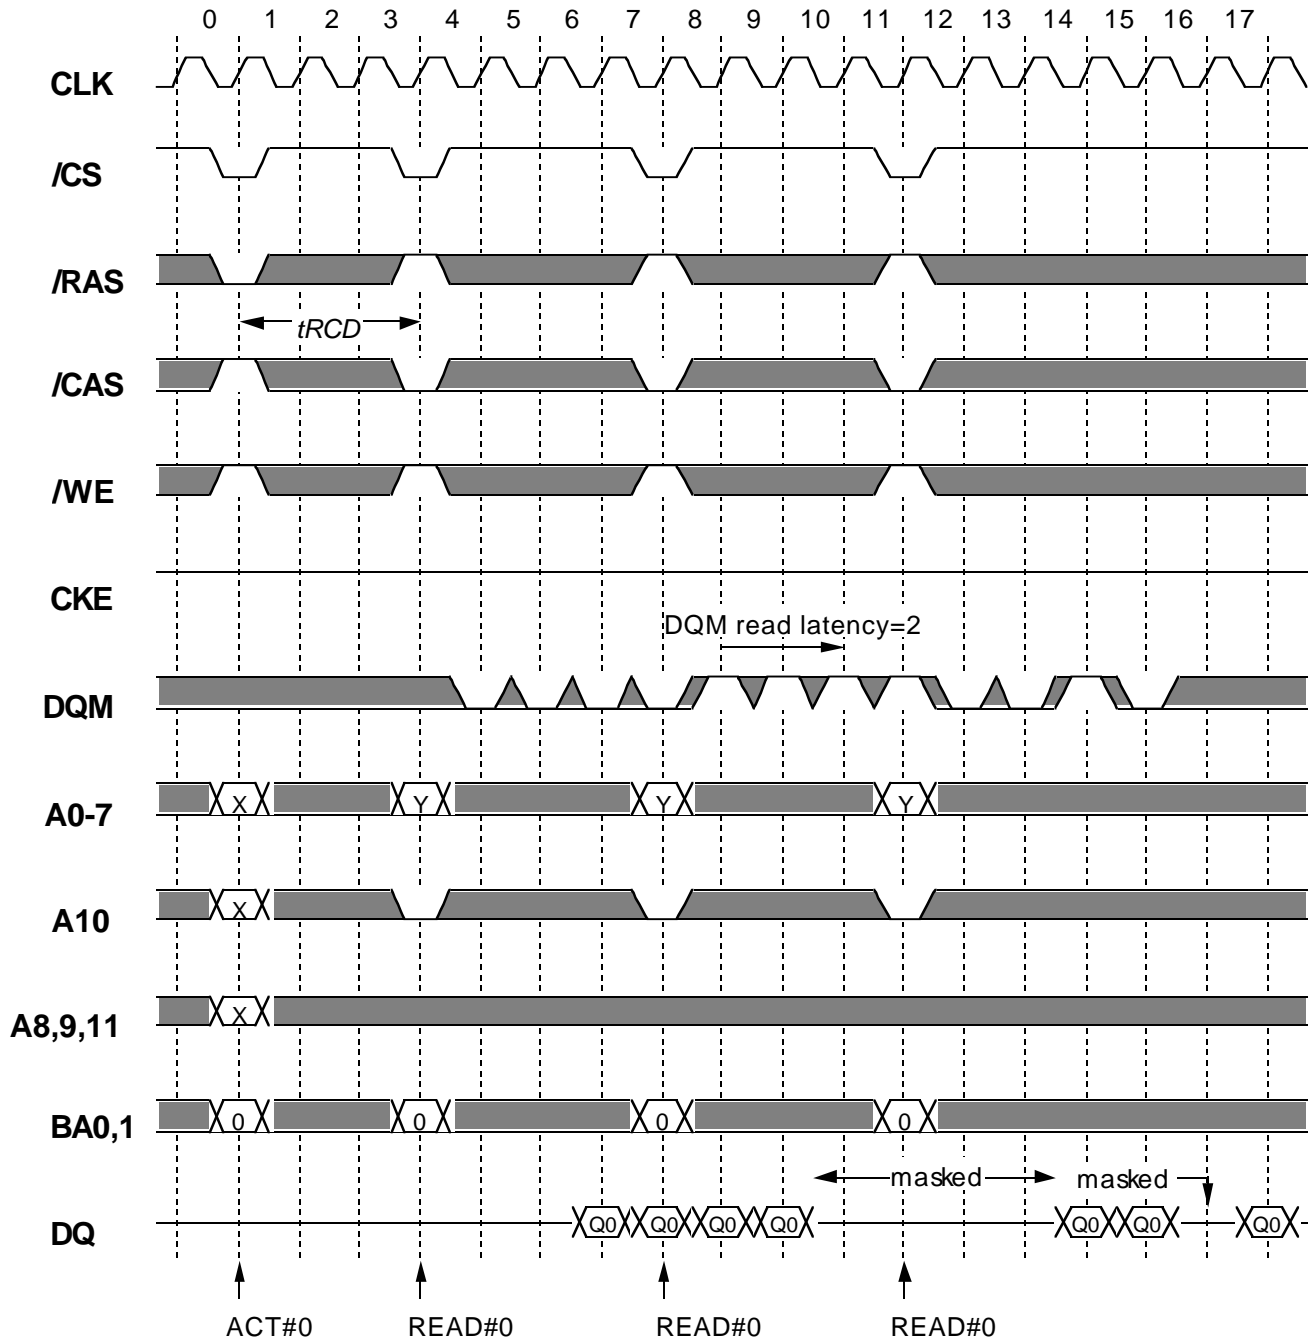 0 1 2 3 4 5 6 7 8 9 10 11 12 13 14 15 16 17
CLK
/CS
/RAS
tRCD
/CAS
/WE
CKE
DQM read latency=2
DQM
A0-7 X Y Y Y
A10 X
A8,9,11 X
BA0,1 0 0 0 0
masked masked
DQ Q0 Q0 Q0 Q0 Q0 Q0 Q0
ACT#0 READ#0 READ#0 READ#0